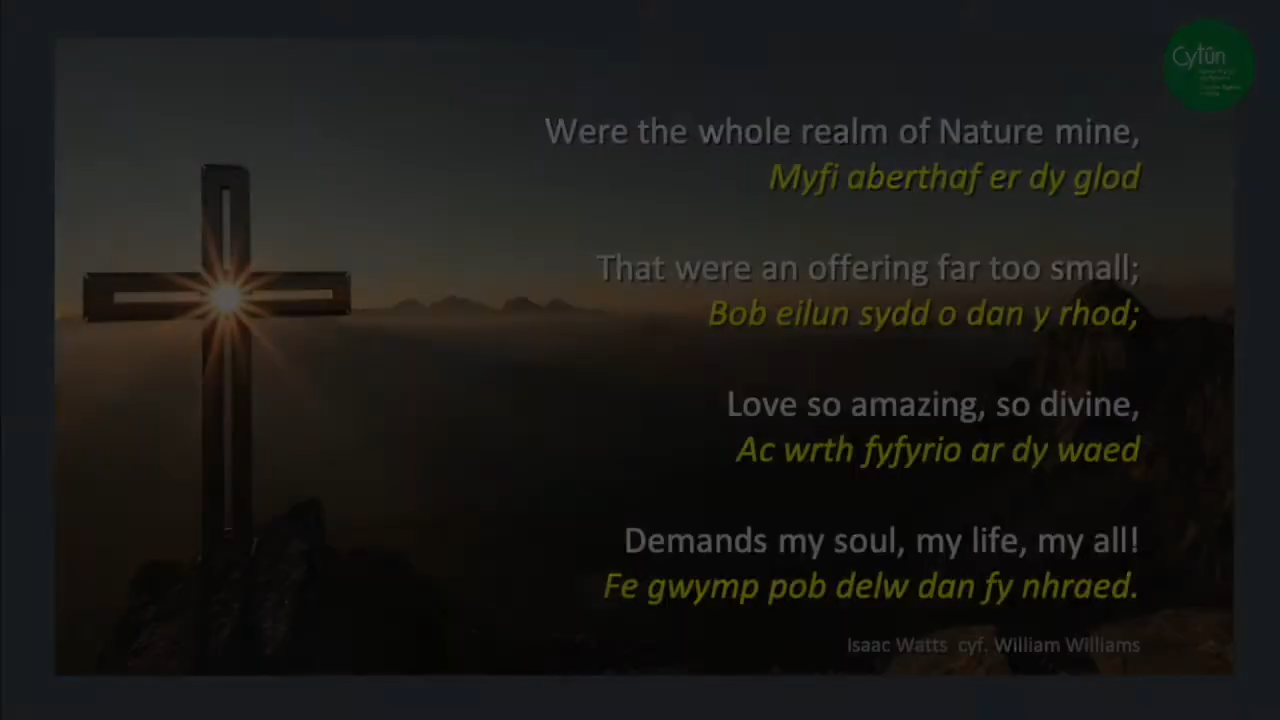 Cytûn
Were the whole realm of Nature mine,
Myfi aberthaf er dy glod
That were an offering far too small;
Bob eilun sydd o dan y rhod;
Love so amazing, so divine,
Ac wrth fyfyrio ar dy waed
Demands my soul, my life, my all!
Fe gwymp pob delw dan fy nhraed.
Isaac Watts cyf. William Williams